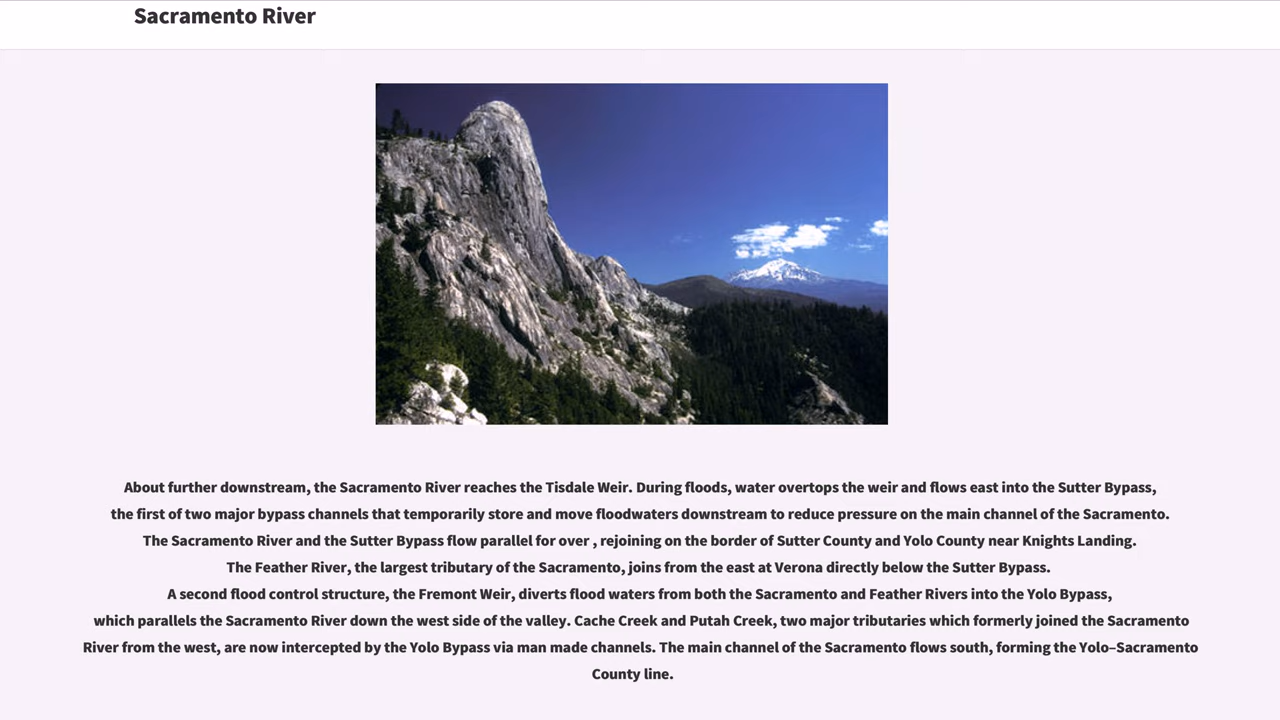 Sacramento River
About further downstream, the Sacramento River reaches the Tisdale Weir. During floods, water overtops the weir and flows east into the Sutter Bypass,
the first of two major bypass channels that temporarily store and move floodwaters downstream to reduce pressure on the main channel of the Sacramento.
The Sacramento River and the Sutter Bypass flow parallel for over , rejoining on the border of Sutter County and Yolo County near Knights Landing.
The Feather River, the largest tributary of the Sacramento, joins from the east at Verona directly below the Sutter Bypass.
A second flood control structure, the Fremont Weir, diverts flood waters from both the Sacramento and Feather Rivers into the Yolo Bypass,
which parallels the Sacramento River down the west side of the valley. Cache Creek and Putah Creek, two major tributaries which formerly joined the Sacramento
River from the west, are now intercepted by the Yolo Bypass via man made channels. The main channel of the Sacramento flows south, forming the Yolo–Sacramento
County line.